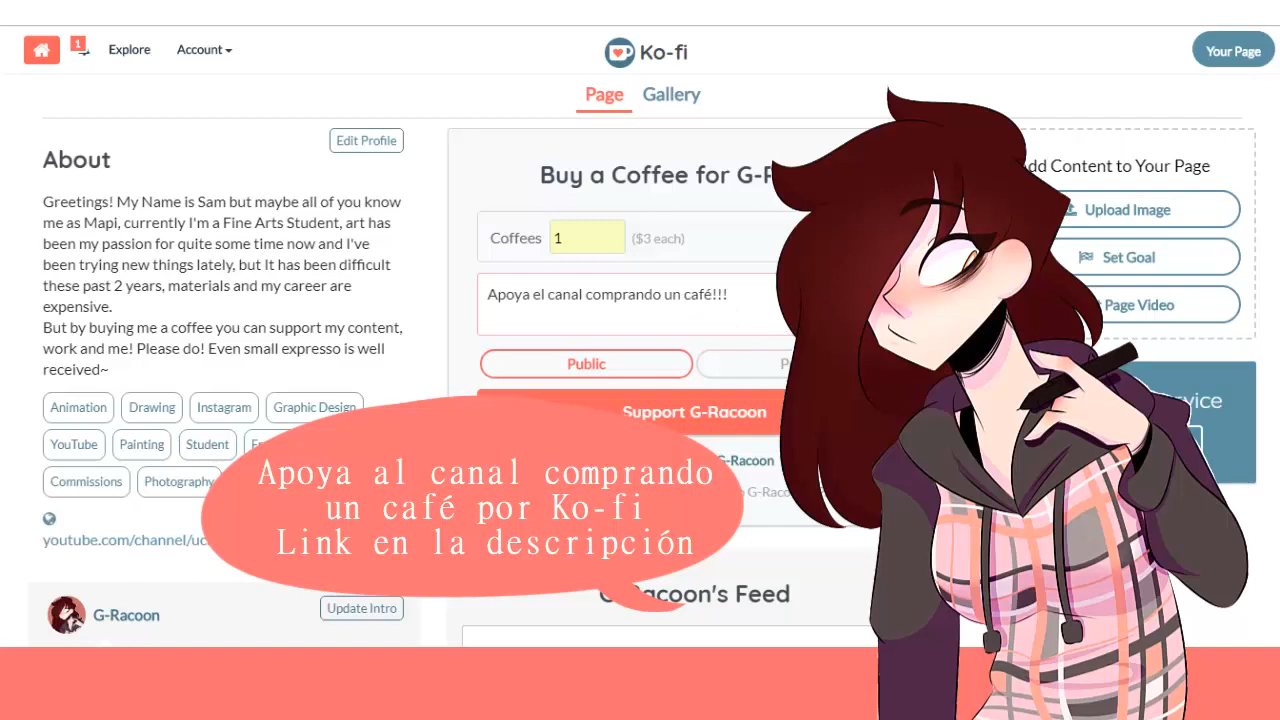 1
Explore
Account
Ko-fi
Your Page
Page
Gallery
Edit Profile
About
Greetings! My Name is Sam but maybe all of you know
me as Mapi, currently I'm a Fine Arts Student, art has
been my passion for quite some time now and I've
been trying new things lately, but It has been difficult
these past 2 years, materials and my career are
expensive.
But by buying me a coffee you can support my content,
work and me! Please do! Even small expresso is well
received~
Animation
Drawing
Instagram
Graphic Design
YouTube
Painting
Student
Commissions
Photography
youtube.com/channel/uc
G-Racoon
Update Intro
Buy a Coffee for G-R
Coffees
1
($3 each)
Apoya el canal comprando un café!!!
Public
Support G-Racoon
G-Racoon
Apoya al canal comprando
un café por Ko-fi
Link en la descripción
G-Racoon's Feed
dd Content to Your Page
Upload Image
Set Goal
Page Video